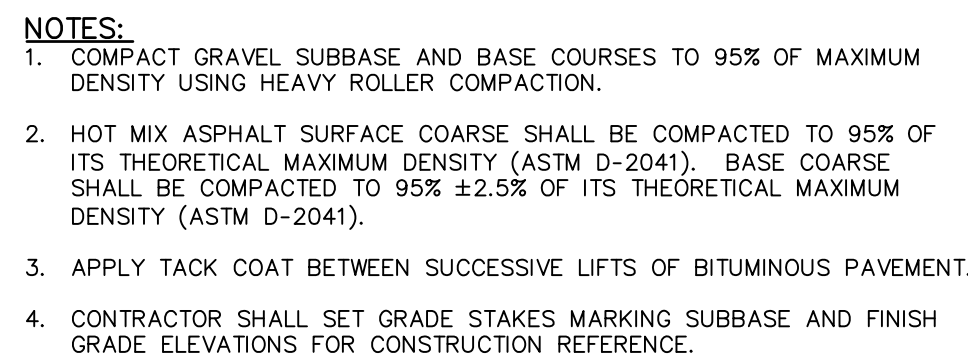 NOTES:
1. COMPACT GRAVEL SUBBASE AND BASE COURSES TO 95% OF MAXIMUM
DENSITY USING HEAVY ROLLER COMPACTION.
2. HOT MIX ASPHALT SURFACE COARSE SHALL BE COMPACTED TO 95% OF
ITS THEORETICAL MAXIMUM DENSITY (ASTM D-2041). BASE COARSE
SHALL BE COMPACTED TO 95% ±2.5% OF ITS THEORETICAL MAXIMUM
DENSITY (ASTM D-2041).
3. APPLY TACK COAT BETWEEN SUCCESSIVE LIFTS OF BITUMINOUS PAVEMENT.
4. CONTRACTOR SHALL SET GRADE STAKES MARKING SUBBASE AND FINISH
GRADE ELEVATIONS FOR CONSTRUCTION REFERENCE.